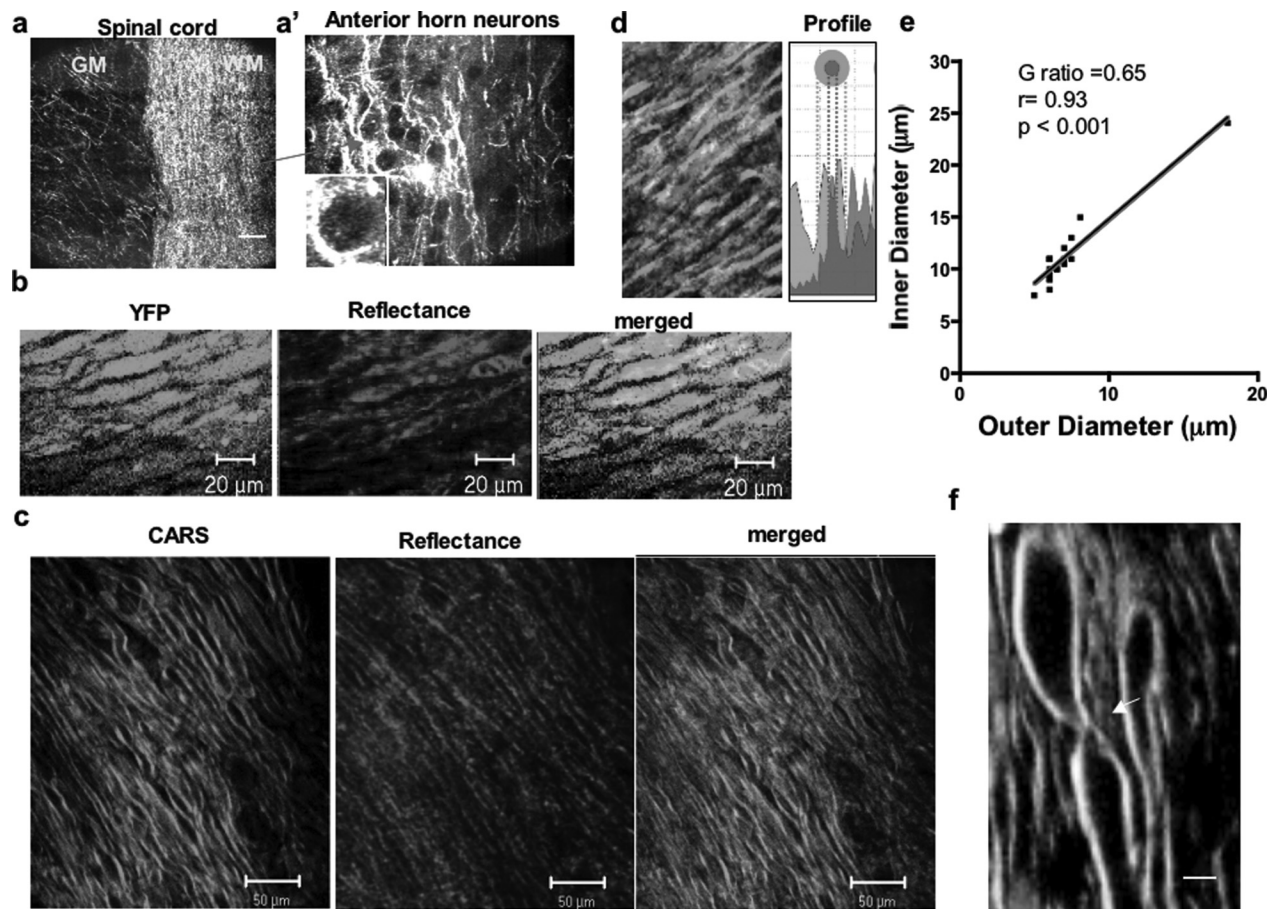 a
Spinal cord
GM
WM
a'
Anterior horn neurons
b
YFP
Reflectance
merged
20 μm
20 μm
20 μm
c
CARS
Reflectance
merged
50 μm
50 μm
50 μm
d
Profile
e
G ratio =0.65
r= 0.93
p < 0.001
Inner Diameter (μm)
30
25
20
15
10
5
0
0
10
20
Outer Diameter (μm)
f